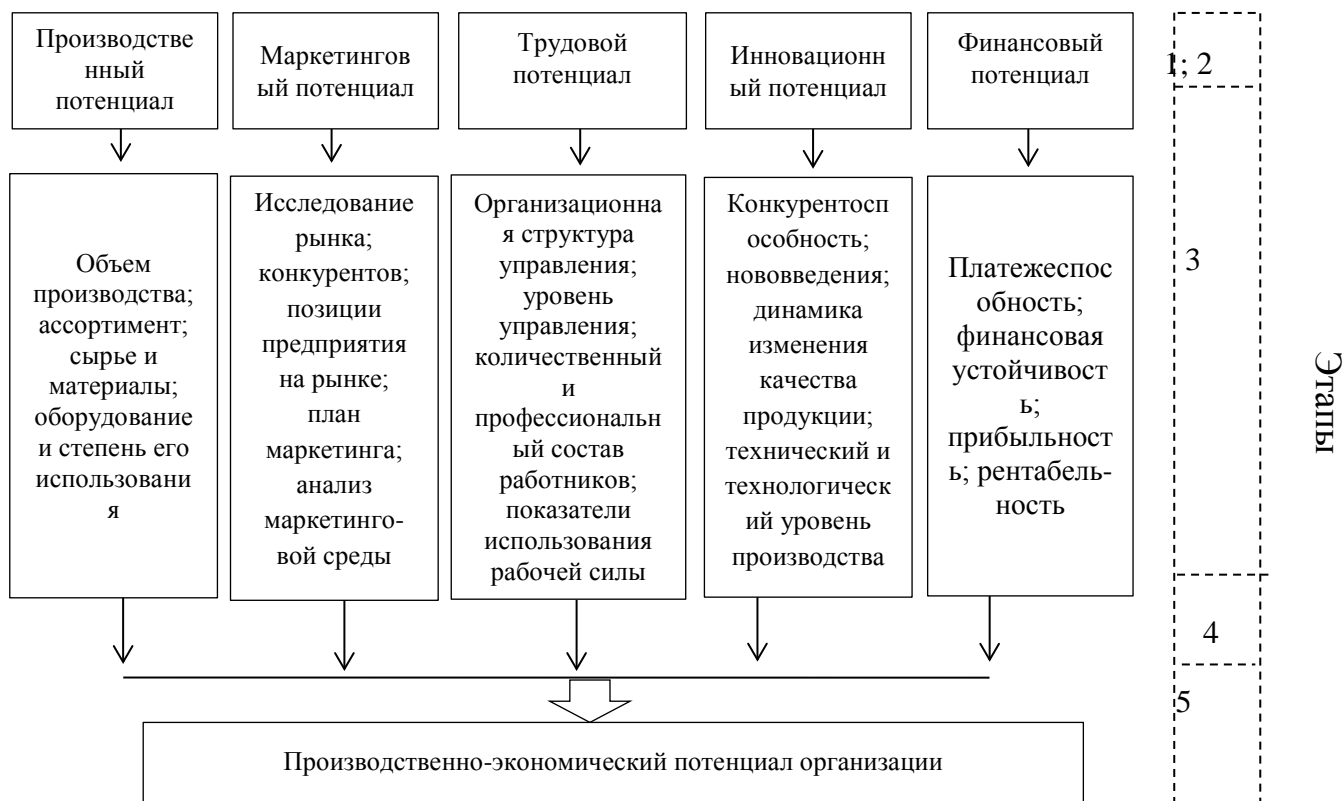 Производстве
нный
потенциал
Маркетингов
ый потенциал
Трудовой
потенциал
Инновационн
ый потенциал
Финансовый
потенциал
1; 2
Объем
производства;
ассортимент;
сырье и
материалы;
оборудование
и степень его
использовани
я
Исследование
рынка;
конкурентов;
позиции
предприятия
на рынке;
план
маркетинга;
анализ
маркетинго-
вой среды
Организационна
я структура
управления;
уровень
управления;
количественный
и
профессиональн
ый состав
работников;
показатели
использования
рабочей силы
Конкурентосп
особность;
нововведения;
динамика
изменения
качества
продукции;
технический и
технологическ
ий уровень
производства
Платежеспос
обность;
финансовая
устойчивост
ь;
прибыльност
ь; рентабель-
ность
3
Этапы
4
5
Производственно-экономический потенциал организации